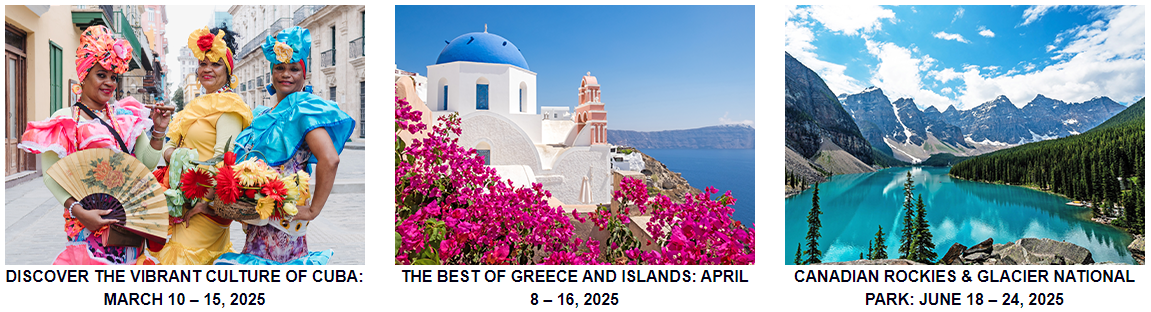 DISCOVER THE VIBRANT CULTURE OF CUBA:
MARCH 10 – 15, 2025
THE BEST OF GREECE AND ISLANDS: APRIL
8 – 16, 2025
CANADIAN ROCKIES & GLACIER NATIONAL
PARK: JUNE 18 – 24, 2025